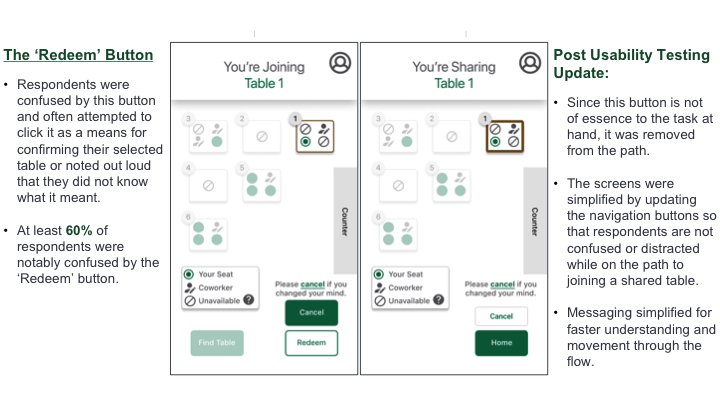 The ‘Redeem’ Button
• Respondents were
confused by this button
and often attempted to
click it as a means for
confirming their selected
table or noted out loud
that they did not know
what it meant.
• At least 60% of
respondents were
notably confused by the
‘Redeem’ button.
You're Joining
Table 1
3
2
1
4
5
6
Counter
Your Seat
Coworker
Unavailable ?
Please cancel if you
changed your mind.
Cancel
Find Table
Redeem
You're Sharing
Table 1
3
2
1
4
5
6
Counter
Your Seat
Coworker
Unavailable ?
Please cancel if you
changed your mind.
Cancel
Home
Post Usability Testing
Update:
• Since this button is not
of essence to the task at
hand, it was removed
from the path.
• The screens were
simplified by updating
the navigation buttons so
that respondents are not
confused or distracted
while on the path to
joining a shared table.
• Messaging simplified for
faster understanding and
movement through the
flow.